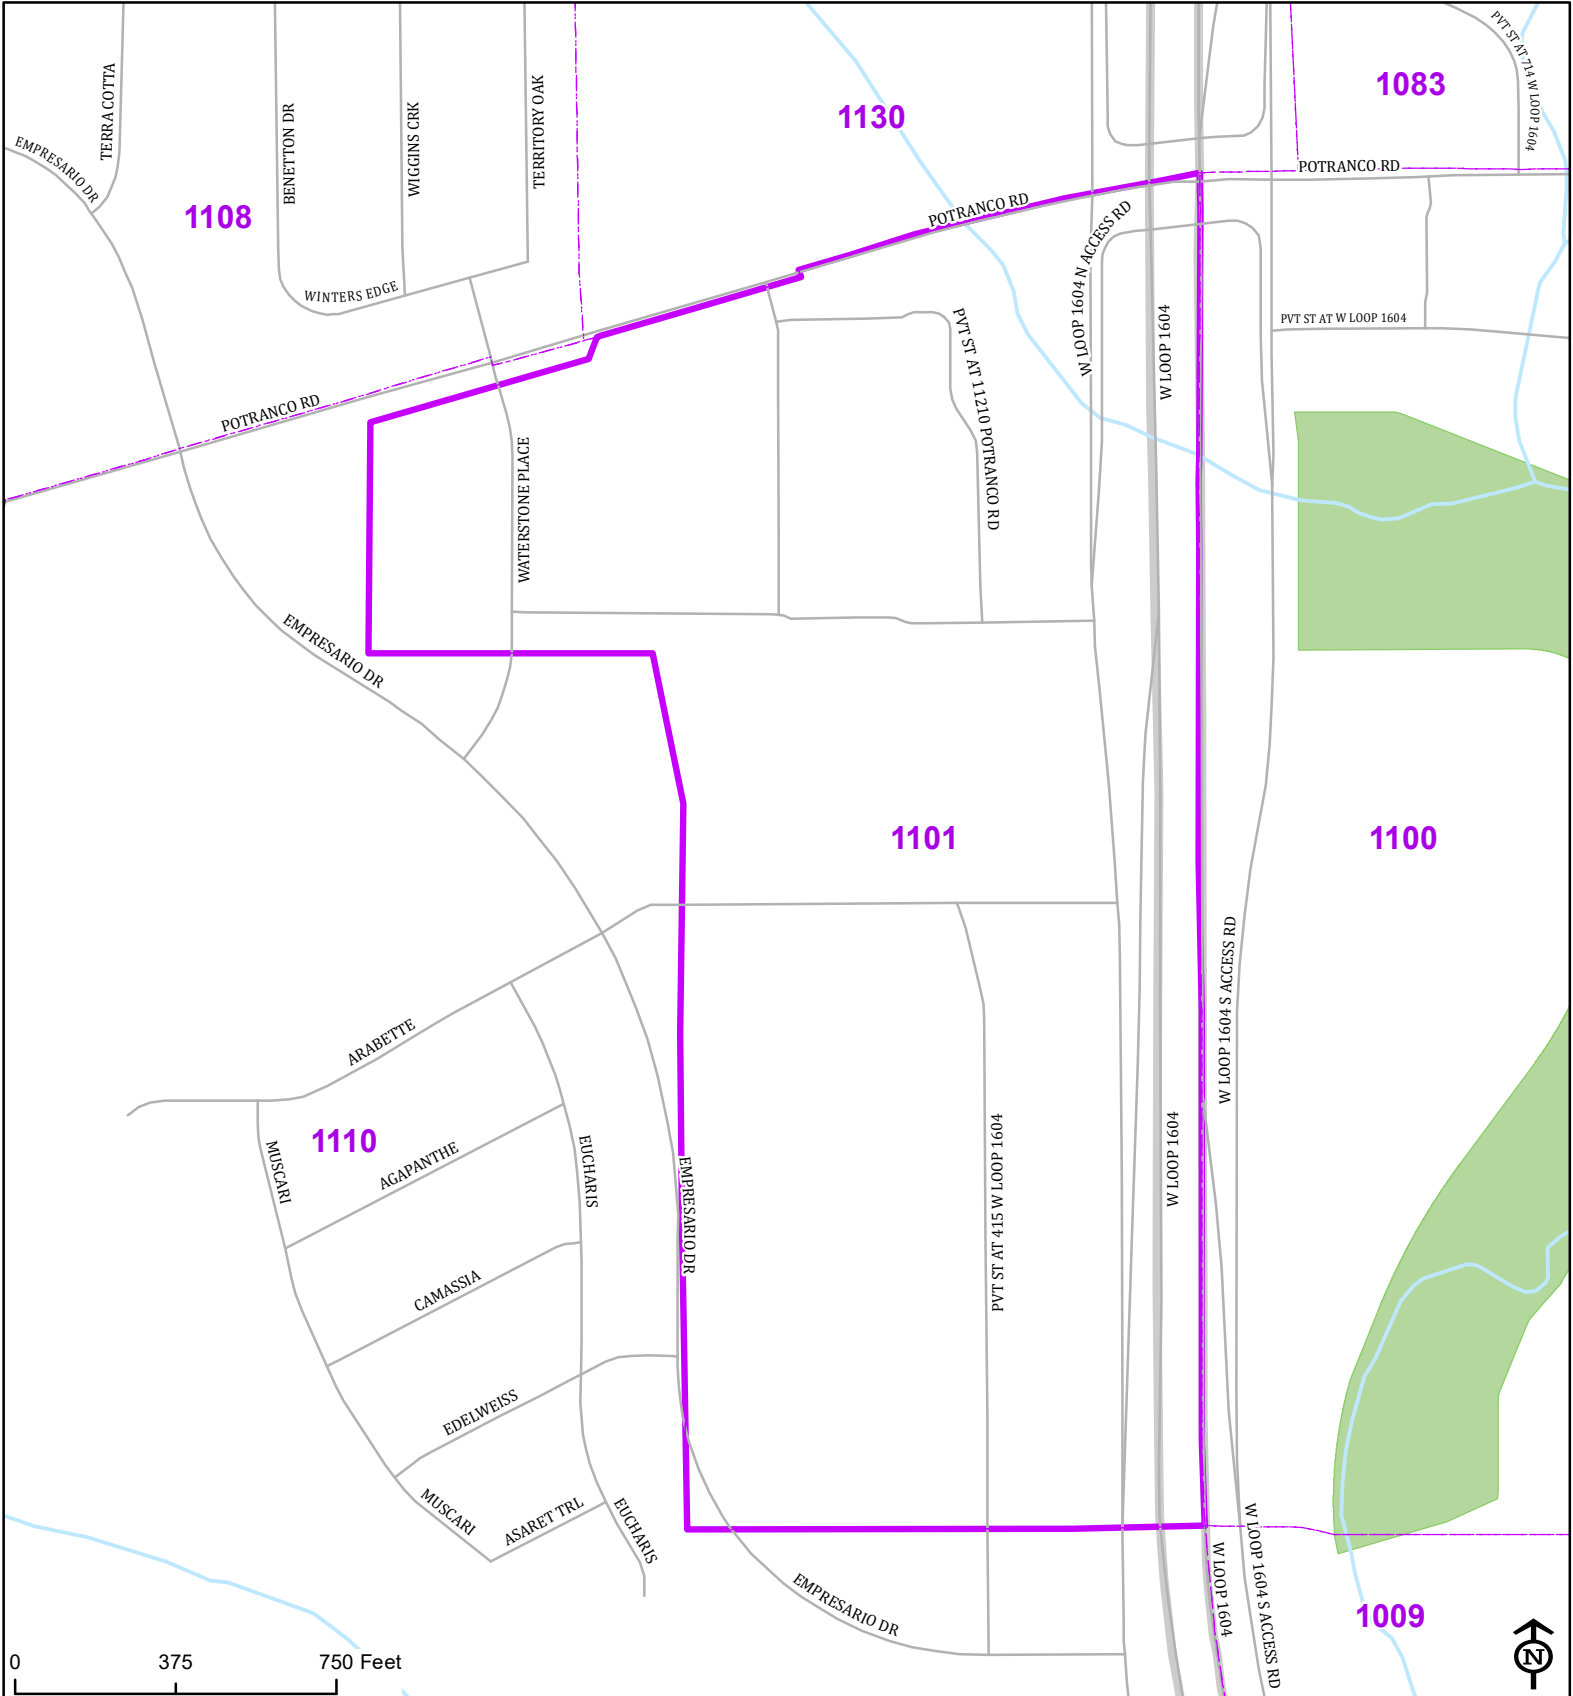 PVT ST AT 714 W LOOP 1604
1083
TERRA COTTA
TERRITORY OAK
BENETTON DR
WIGGINS CRK
1130
EMPRESARIO DR
POTRANCO RD
1108
POTRANCO RD
W LOOP 1604 N ACCESS RD
WINTERS EDGE
PVT ST AT W LOOP 1604
W LOOP 1604
PVT ST AT 11210 POTRANCO RD
POTRANCO RD
WATERSTONE PLACE
EMPRESARIO DR
1101
1100
W LOOP 1604 S ACCESS RD
ARABETTE
1110
AGAPANTHE
MUSCARI
EUCHARIS
EMPRESARIO DR
PVT ST AT 415 W LOOP 1604
W LOOP 1604
CAMASSIA
EDELWEISS
MUSCARI
ASARET TRL
EUCHARIS
W LOOP 1604
W LOOP 1604 S ACCESS RD
EMPRESARIO DR
1009
N
0 375 750 Feet